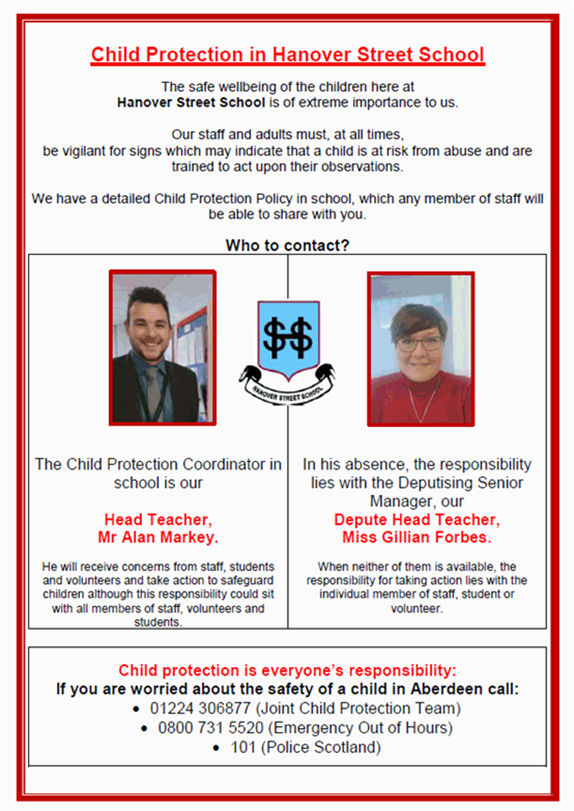 Child Protection in Hanover Street School
The safe wellbeing of the children here at
Hanover Street School is of extreme importance to us.
Our staff and adults must, at all times,
be vigilant for signs which may indicate that a child is at risk from abuse and are
trained to act upon their observations.
We have a detailed Child Protection Policy in school, which any member of staff will
be able to share with you.
Who to contact?
HANOVER STREET SCHOOL
The Child Protection Coordinator in
school is our
Head Teacher,
Mr Alan Markey.
He will receive concerns from staff, students
and volunteers and take action to safeguard
children although this responsibility could sit
with all members of staff, volunteers and
students.
In his absence, the responsibility
lies with the Deputising Senior
Manager, our
Depute Head Teacher,
Miss Gillian Forbes.
When neither of them is available, the
responsibility for taking action lies with the
individual member of staff, student or
volunteer.
Child protection is everyone's responsibility:
If you are worried about the safety of a child in Aberdeen call:
• 01224 306877 (Joint Child Protection Team)
• 0800 731 5520 (Emergency Out of Hours)
• 101 (Police Scotland)